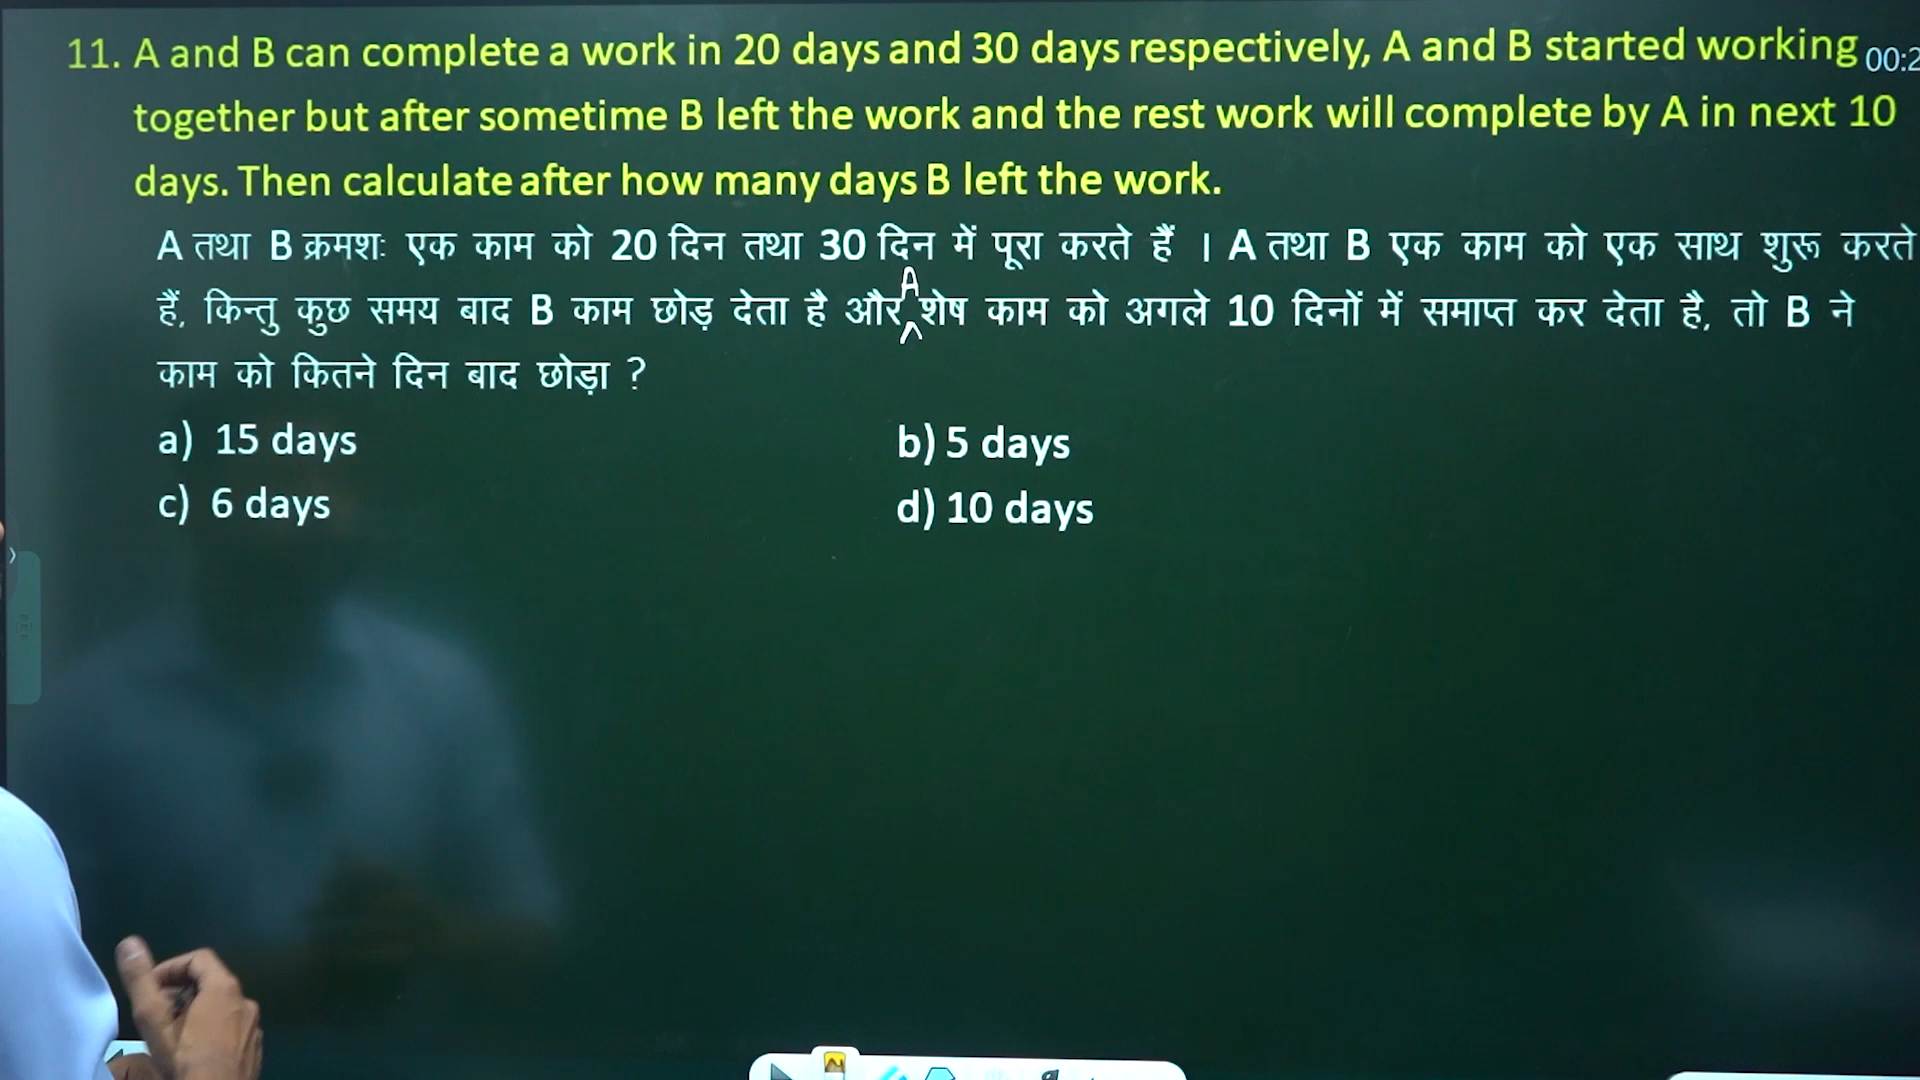 11. A and B can complete a work in 20 days and 30 days respectively, A and B started working
00:2
together but after sometime B left the work and the rest work will complete by A in next 10
days. Then calculate after how many days B left the work.
A तथा B क्रमशः एक काम को 20 दिन तथा 30 दिन में पूरा करते हैं । A तथा B एक काम को एक साथ शुरू करते
A
हैं, किन्तु कुछ समय बाद B काम छोड़ देता है और शेष काम को अगले 10 दिनों में समाप्त कर देता है, तो B ने
काम को कितने दिन बाद छोड़ा ?
a) 15 days
b) 5 days
c) 6 days
d) 10 days